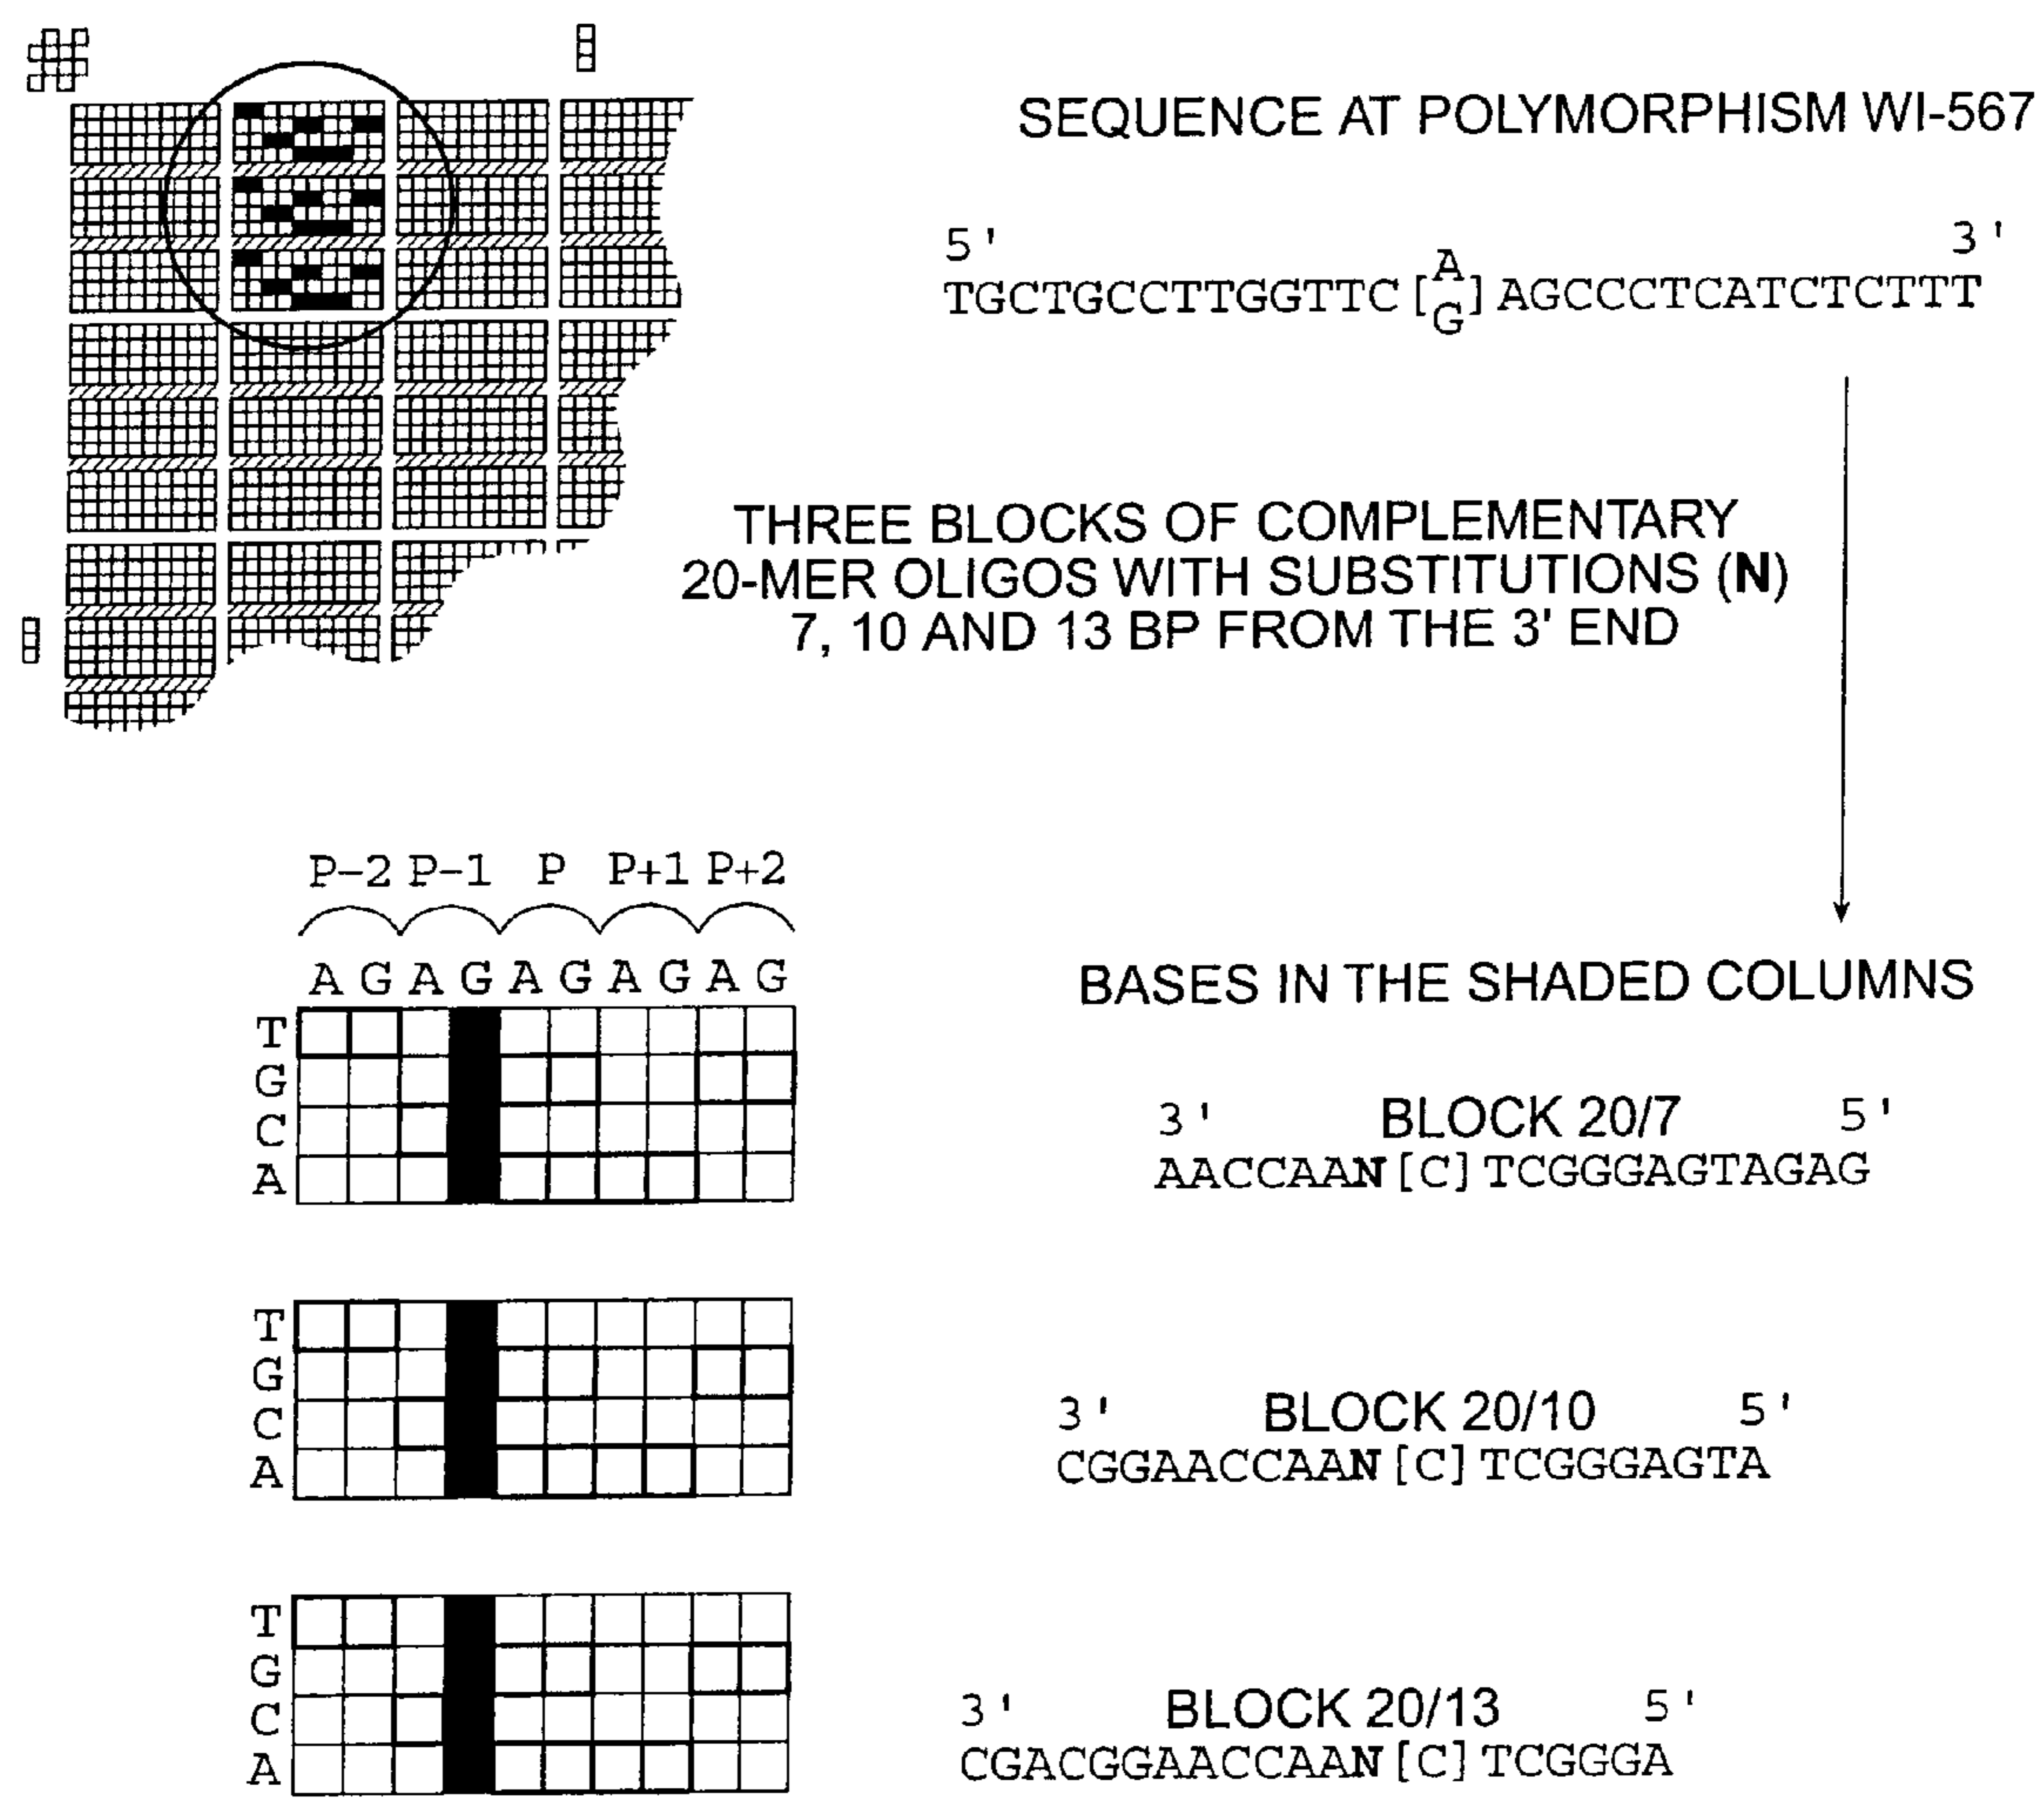 SEQUENCE AT POLYMORPHISM WI-567
5' 3'
A
TGCTGCCTTGGTTC [ ] AGCCCTCATCTCTTT
G
THREE BLOCKS OF COMPLEMENTARY
20-MER OLIGOS WITH SUBSTITUTIONS (N)
7, 10 AND 13 BP FROM THE 3' END
P-2 P-1 P P+1 P+2
A G A G A G A G A G
T
G
C
A
BASES IN THE SHADED COLUMNS
3' BLOCK 20/7 5'
AACCAAN [C] TCGGGAGTAGAG
T
G
C
A
3' BLOCK 20/10 5'
CGGAACCAAN [C] TCGGGAGTA
T
G
C
A
3' BLOCK 20/13 5'
CGACGGAACCAAN [C] TCGGGA